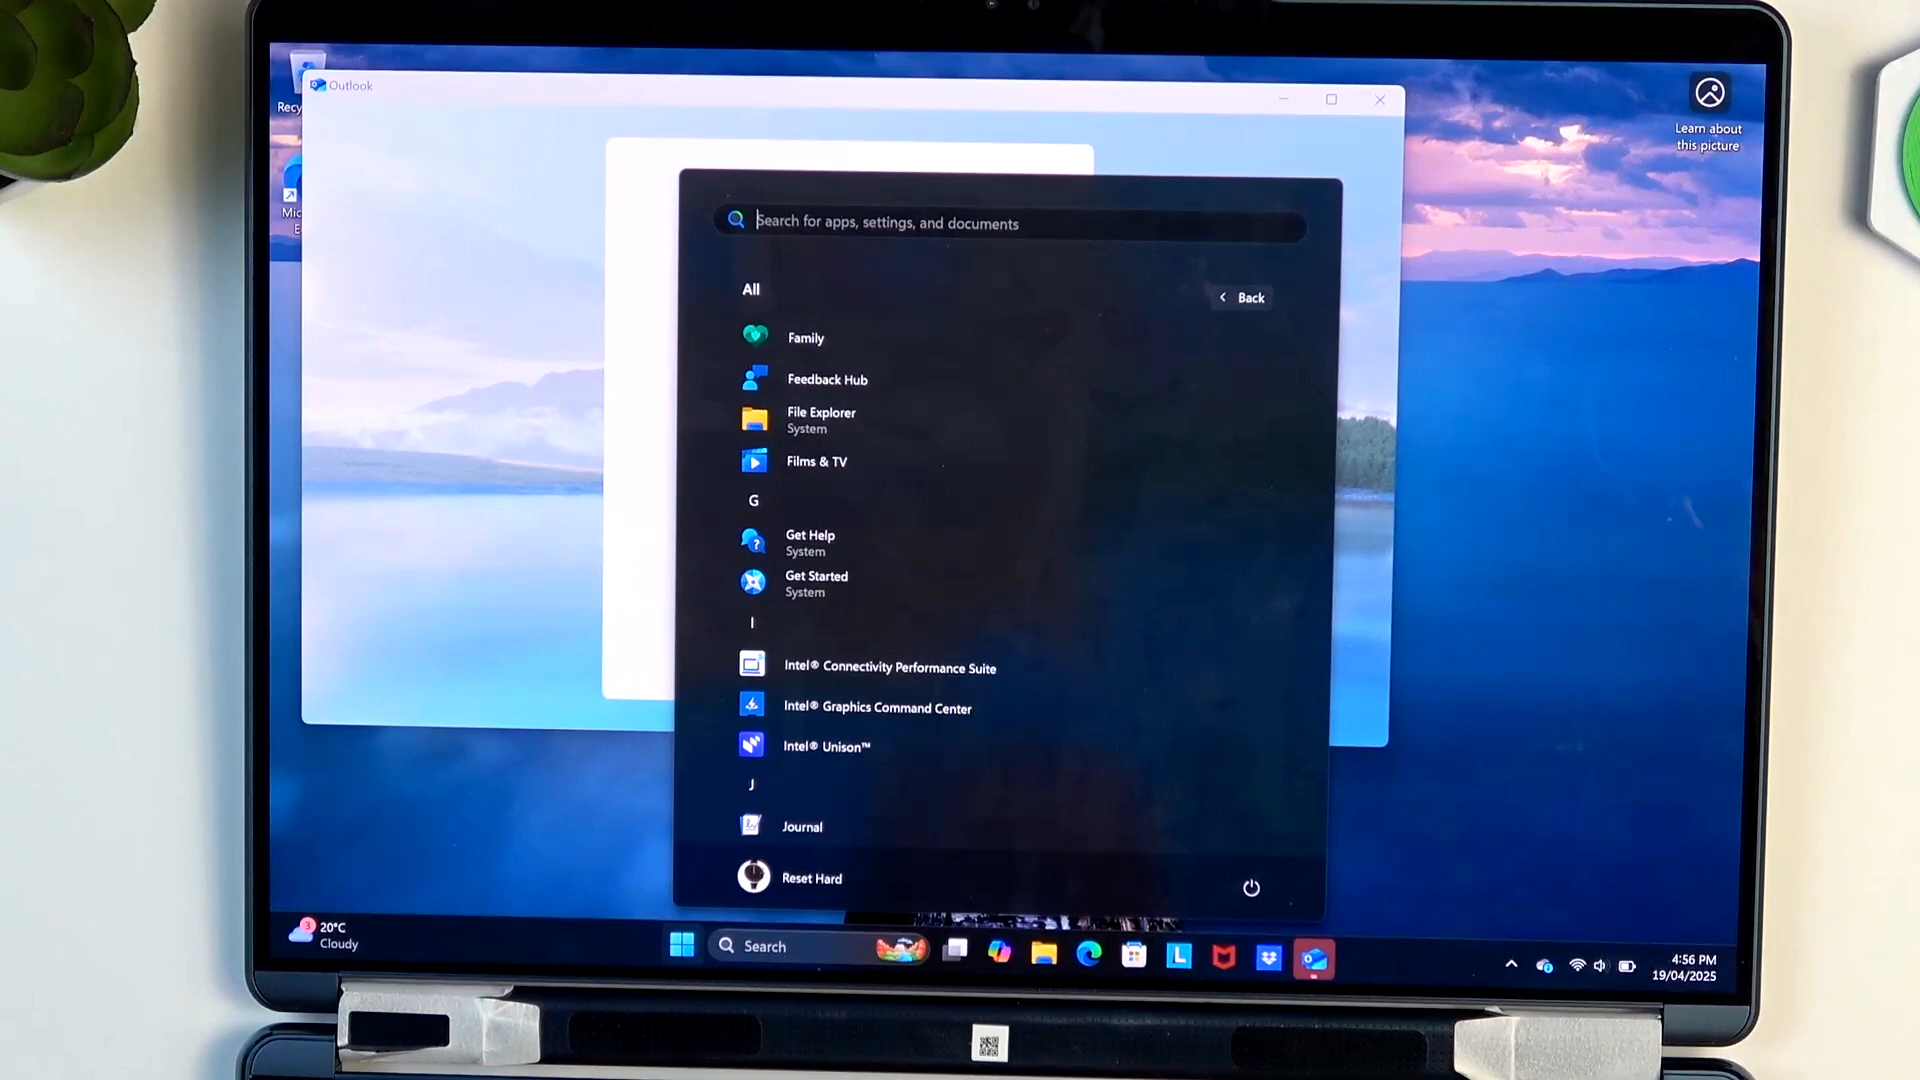 Outlook
Learn about
this picture
Search for apps, settings, and documents
All
Back
Family
Feedback Hub
File Explorer
System
Films & TV
G
Get Help
System
Get Started
System
I
Intel® Connectivity Performance Suite
Intel® Graphics Command Center
Intel® Unison™
J
Journal
Reset Hard
3
20°C
Cloudy
Search
L
4:56 PM
19/04/2025